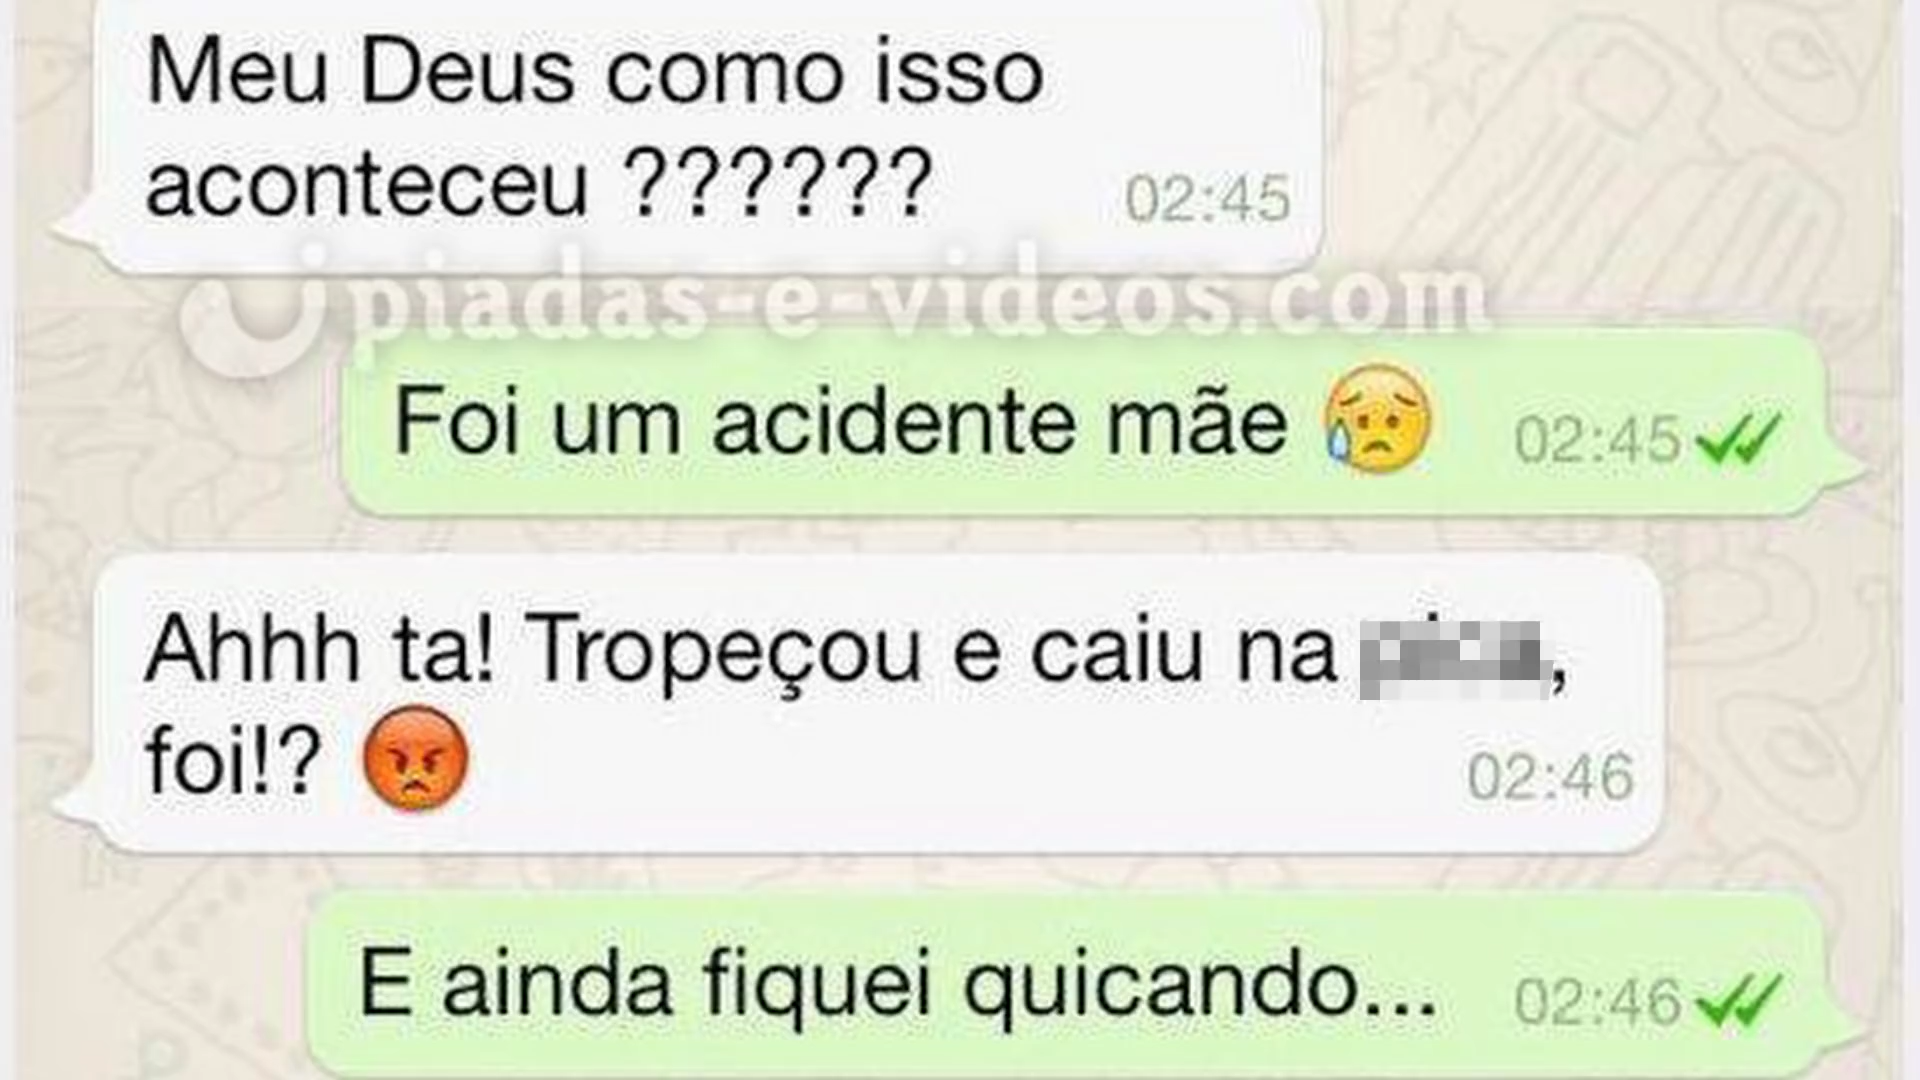 Meu Deus como isso
aconteceu ??????
02:45
piadas-e-videos.com
Foi um acidente mãe 😥 02:45
Ahhh ta! Tropeçou e caiu na ,
foi!? 😡
02:46
E ainda fiquei quicando... 02:46